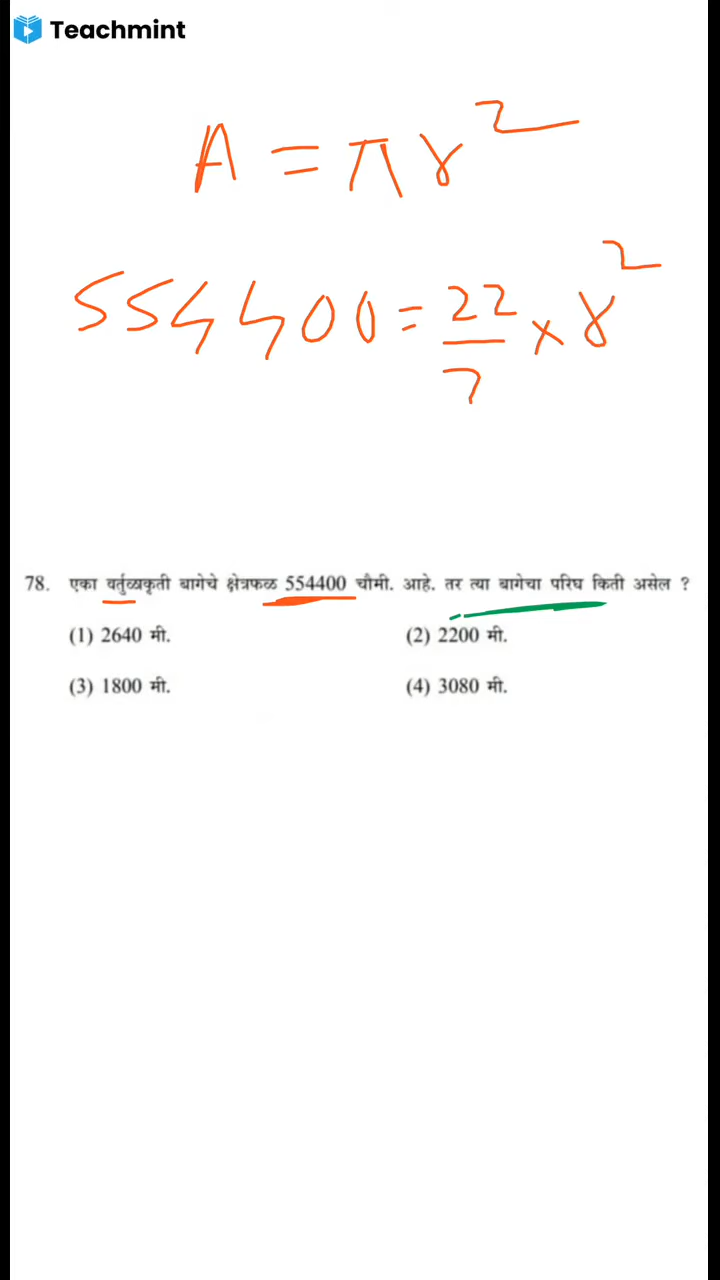 Teachmint
A = πr²
554400 = 22/7 × r²
78. एका वर्तुळाकृती बागेचे क्षेत्रफळ 554400 चौमी. आहे. तर त्या बागेचा परिघ किती असेल ?
(1) 2640 मी. (2) 2200 मी.
(3) 1800 मी. (4) 3080 मी.